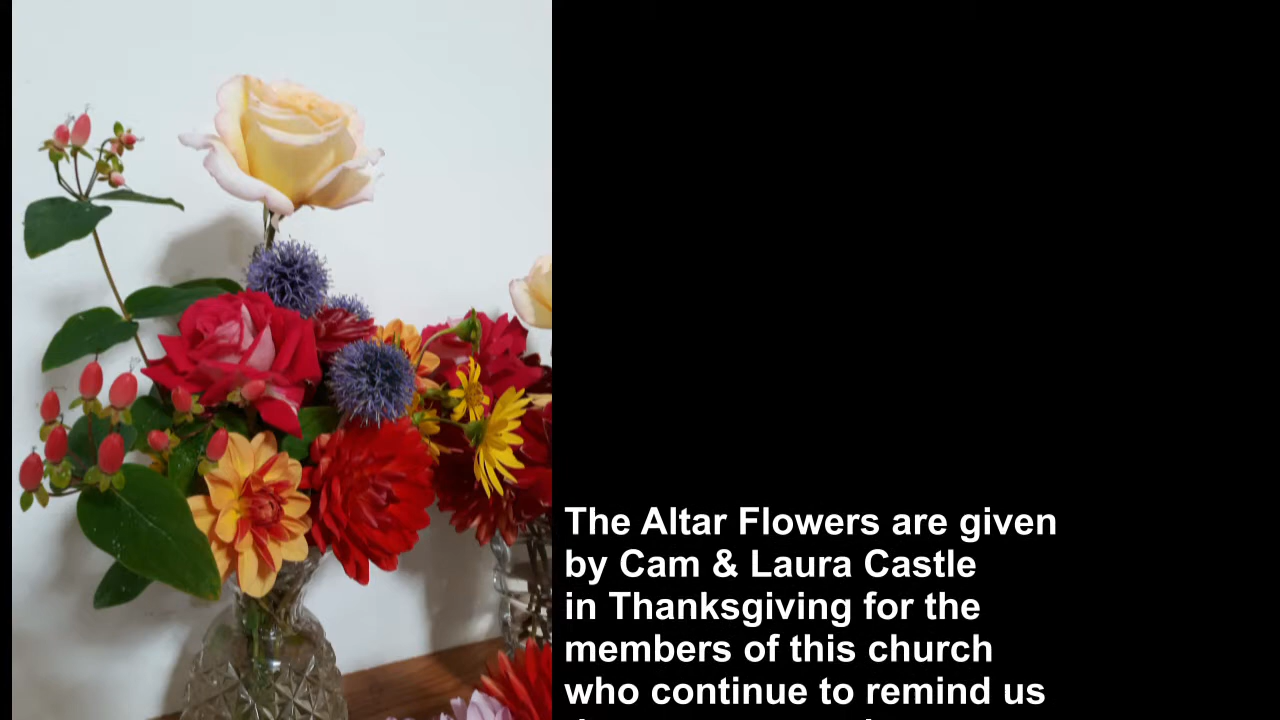 The Altar Flowers are given
by Cam & Laura Castle
in Thanksgiving for the
members of this church
who continue to remind us